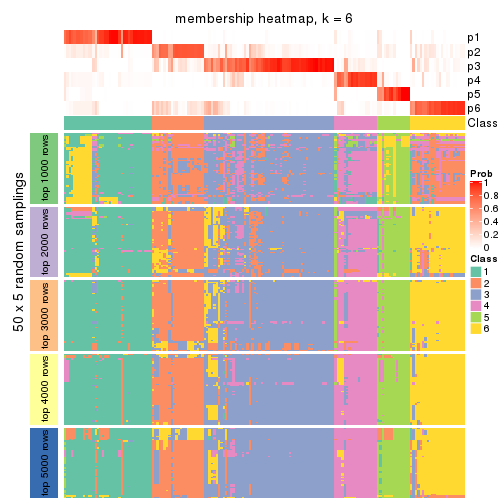 membership heatmap, k = 6
p1
p2
p3
p4
p5
p6
Class
50 x 5 random samplings
top 1000 rows
top 2000 rows
top 3000 rows
top 4000 rows
top 5000 rows
Prob
1
0.8
0.6
0.4
0.2
0
Class
1
2
3
4
5
6